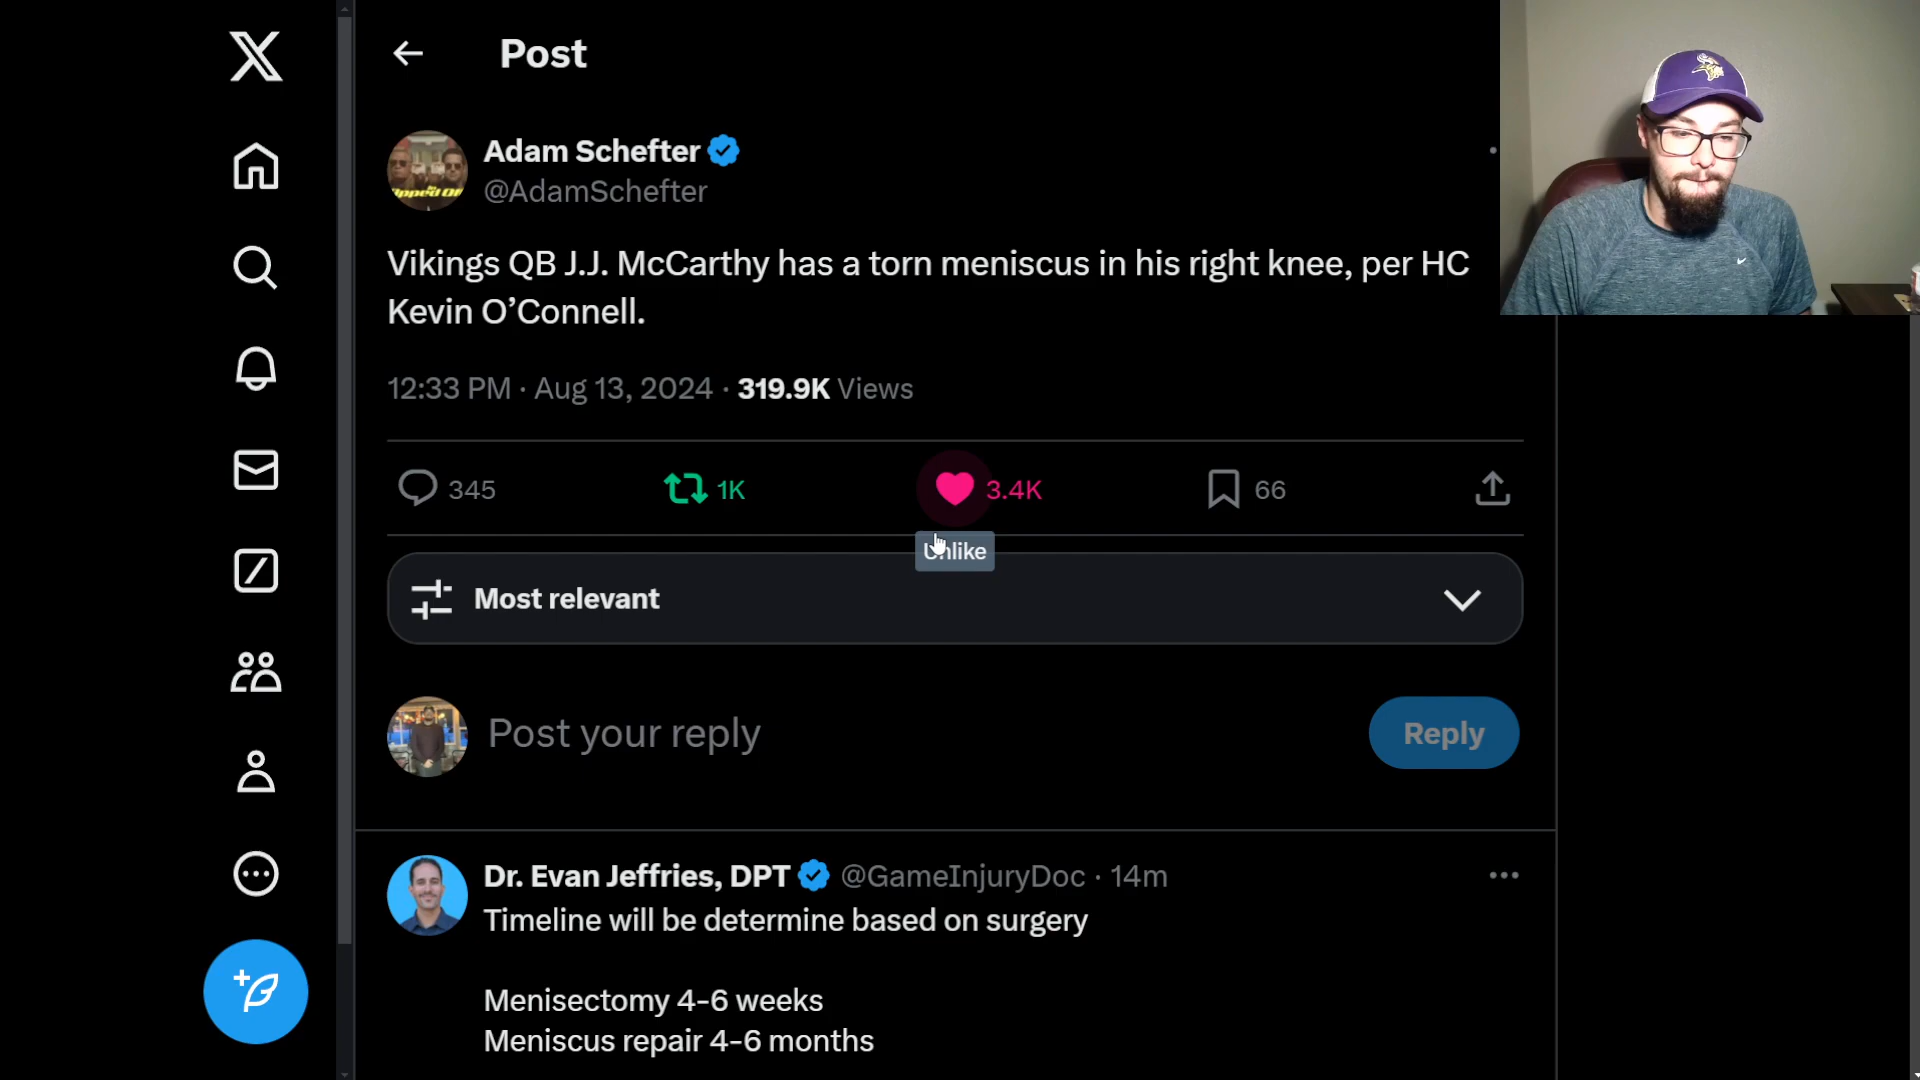 Post
Adam Schefter
@AdamSchefter
Vikings QB J.J. McCarthy has a torn meniscus in his right knee, per HC
Kevin O’Connell.
12:33 PM · Aug 13, 2024 · 319.9K Views
345 1K 3.4K 66
Unlike
Most relevant
Post your reply
Reply
Dr. Evan Jeffries, DPT @GameInjuryDoc · 14m
Timeline will be determine based on surgery
Menisectomy 4-6 weeks
Meniscus repair 4-6 months